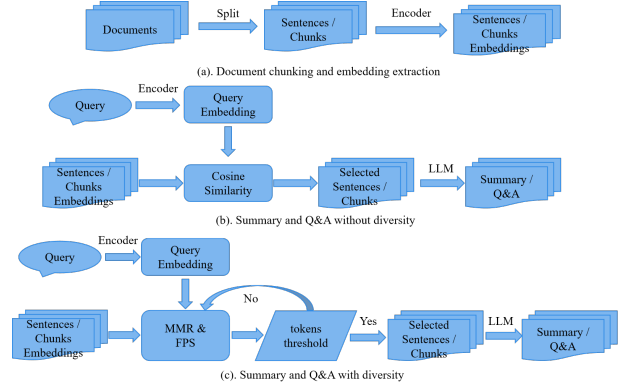 Documents
Split
Sentences /
Chunks
Encoder
Sentences /
Chunks
Embeddings
(a). Document chunking and embedding extraction
Query
Encoder
Query
Embedding
Sentences /
Chunks
Embeddings
Cosine
Similarity
Selected
Sentences /
Chunks
LLM
Summary /
Q&A
(b). Summary and Q&A without diversity
Query
Encoder
Query
Embedding
No
Sentences /
Chunks
Embeddings
MMR &
FPS
tokens
threshold
Yes
Selected
Sentences /
Chunks
LLM
Summary /
Q&A
(c). Summary and Q&A with diversity